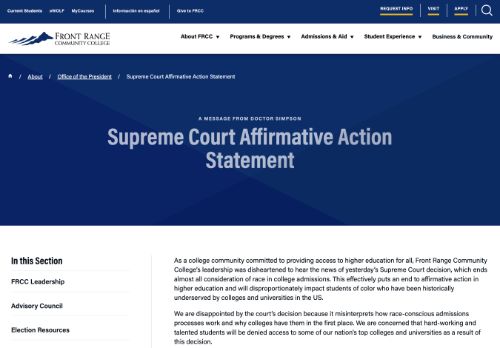 Current Students eWOLF MyCourses Información en español Give to FRCC REQUEST INFO VISIT APPLY
FRONT RANGE
COMMUNITY COLLEGE
About FRCC Programs & Degrees Admissions & Aid Student Experience Business & Community
/ About / Office of the President / Supreme Court Affirmative Action Statement
A MESSAGE FROM DOCTOR SIMPSON
Supreme Court Affirmative Action
Statement
In this Section
FRCC Leadership
Advisory Council
Election Resources
As a college community committed to providing access to higher education for all, Front Range Community
College's leadership was disheartened to hear the news of yesterday's Supreme Court decision, which ends
almost all consideration of race in college admissions. This effectively puts an end to affirmative action in
higher education and will disproportionately impact students of color who have been historically
underserved by colleges and universities in the US.
We are disappointed by the court's decision because it misinterprets how race-conscious admissions
processes work and why colleges have them in the first place. We are concerned that hard-working and
talented students will be denied access to some of our nation's top colleges and universities as a result of
this decision.